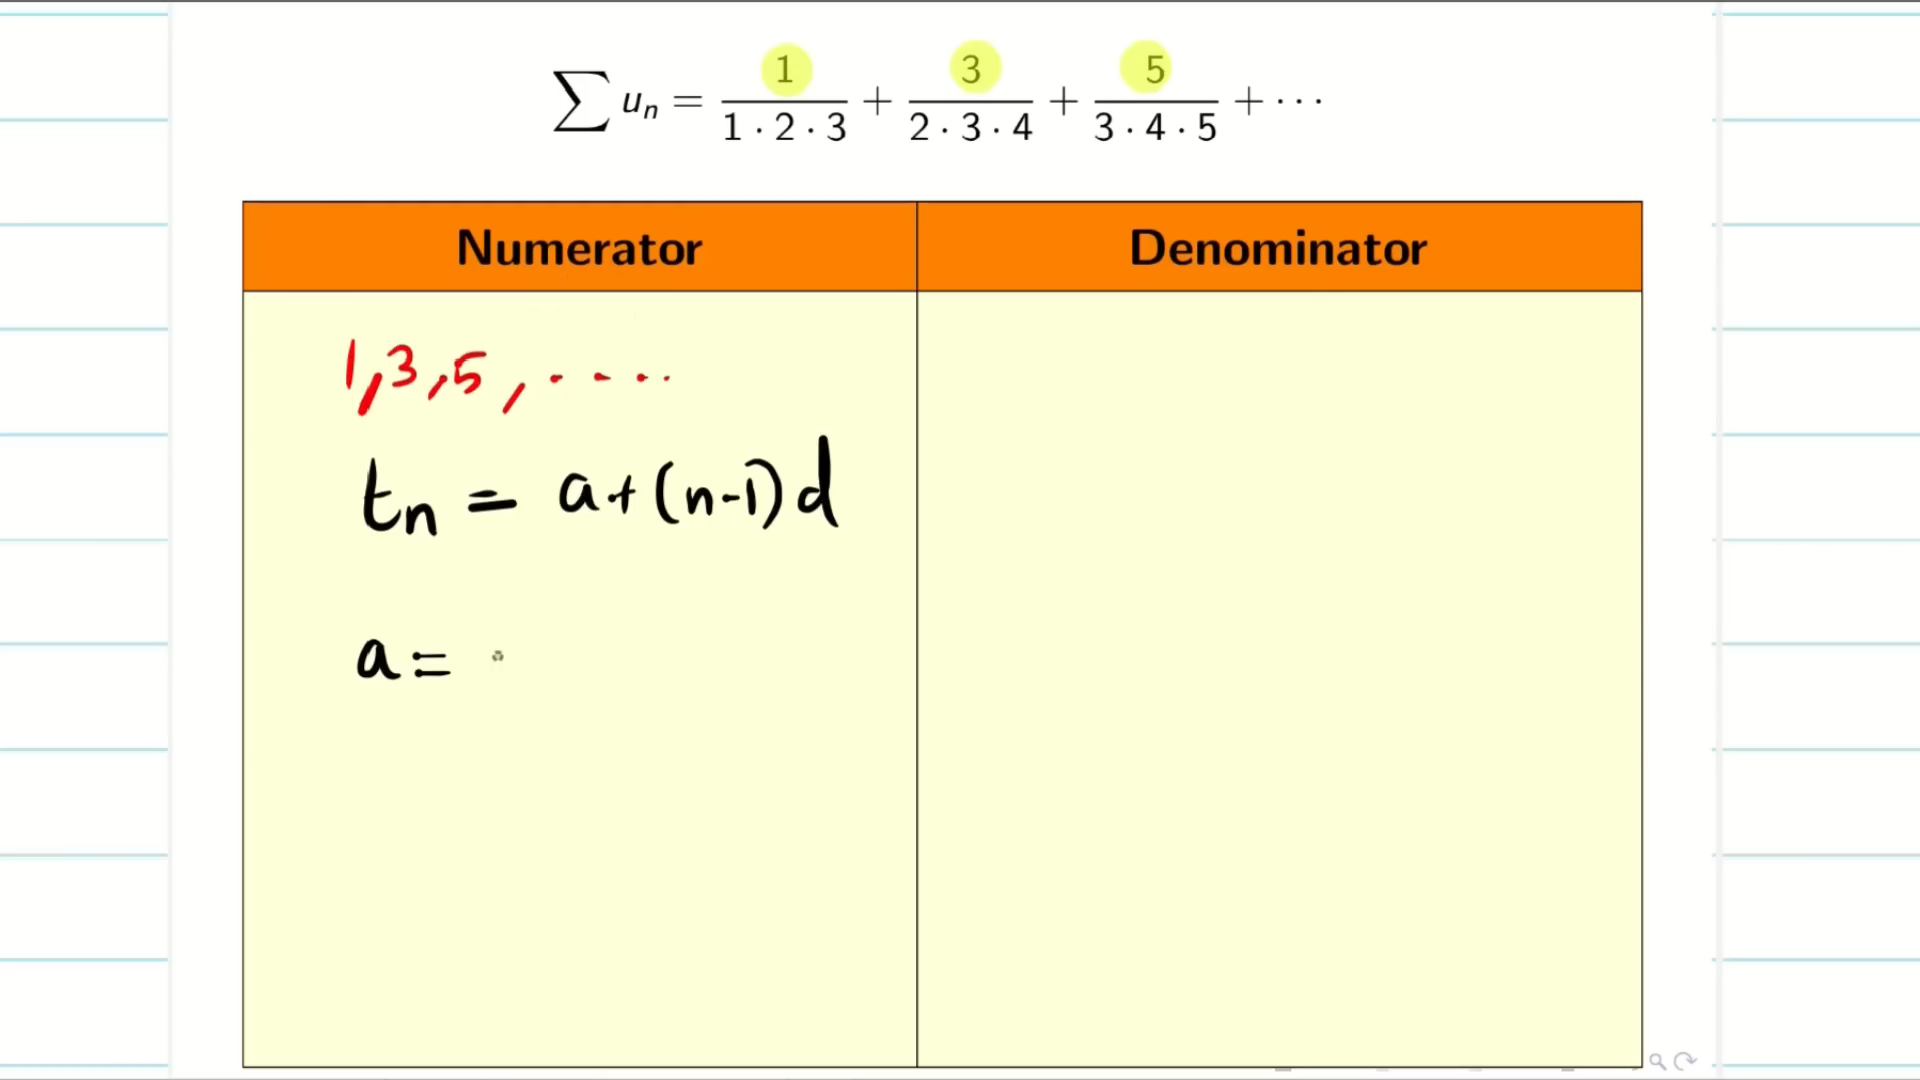 ∑ uₙ = 1/(1 · 2 · 3) + 3/(2 · 3 · 4) + 5/(3 · 4 · 5) + ···
Numerator
Denominator
1, 3, 5, ....
tₙ = a + (n-1) d
a =